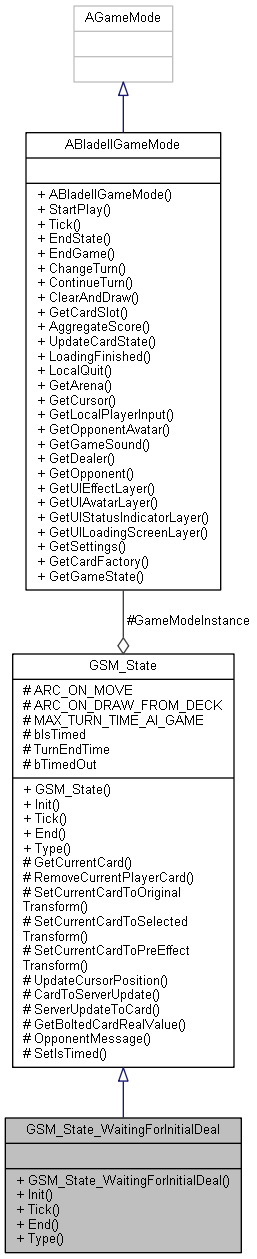 AGameMode
ABladeIIGameMode
+ ABladeIIGameMode()
+ StartPlay()
+ Tick()
+ EndState()
+ EndGame()
+ ChangeTurn()
+ ContinueTurn()
+ ClearAndDraw()
+ GetCardSlot()
+ AggregateScore()
+ UpdateCardState()
+ LoadingFinished()
+ LocalQuit()
+ GetArena()
+ GetCursor()
+ GetLocalPlayerInput()
+ GetOpponentAvatar()
+ GetGameSound()
+ GetDealer()
+ GetOpponent()
+ GetUIEffectLayer()
+ GetUIAvatarLayer()
+ GetUIStatusIndicatorLayer()
+ GetUILoadingScreenLayer()
+ GetSettings()
+ GetCardFactory()
+ GetGameState()
#GameModeInstance
GSM_State
# ARC_ON_MOVE
# ARC_ON_DRAW_FROM_DECK
# MAX_TURN_TIME_AI_GAME
# bIsTimed
# TurnEndTime
# bTimedOut
+ GSM_State()
+ Init()
+ Tick()
+ End()
+ Type()
# GetCurrentCard()
# RemoveCurrentPlayerCard()
# SetCurrentCardToOriginal
Transform()
# SetCurrentCardToSelected
Transform()
# SetCurrentCardToPreEffect
Transform()
# UpdateCursorPosition()
# CardToServerUpdate()
# ServerUpdateToCard()
# GetBoltedCardRealValue()
# OpponentMessage()
# SetIsTimed()
GSM_State_WaitingForInitialDeal
+ GSM_State_WaitingForInitialDeal()
+ Init()
+ Tick()
+ End()
+ Type()